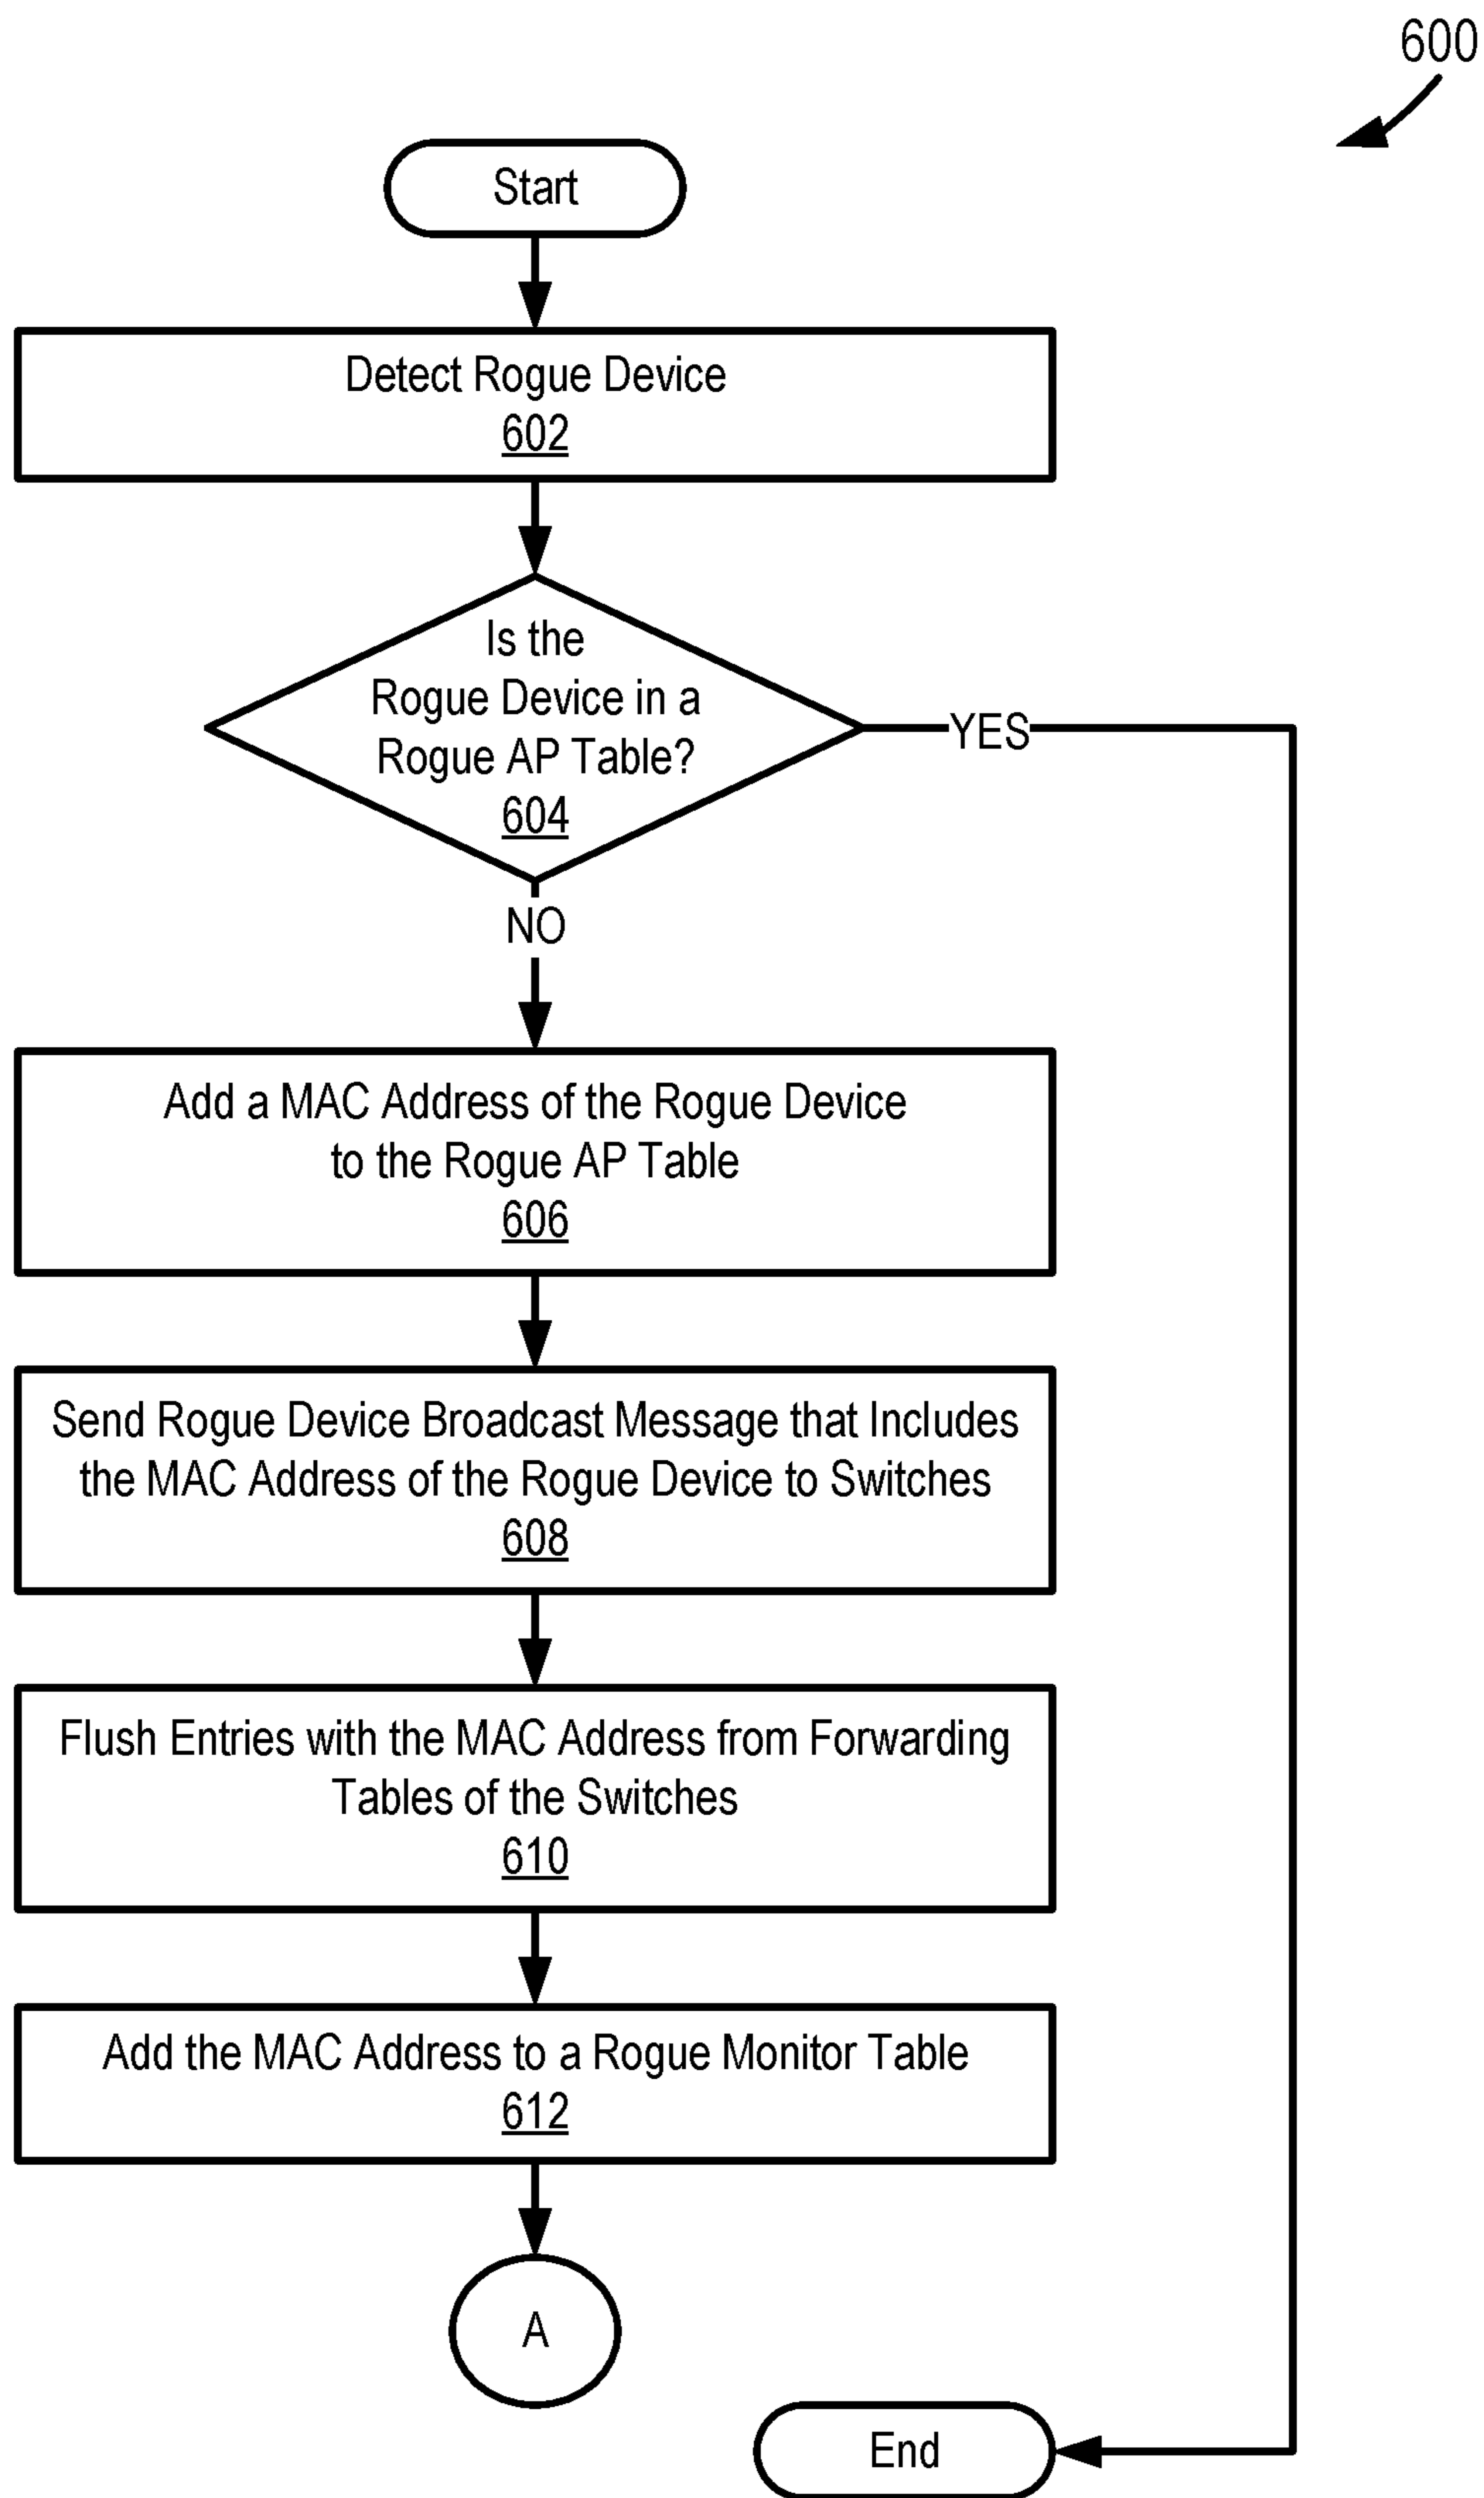 600
Start
Detect Rogue Device
602
Is the
Rogue Device in a
Rogue AP Table?
604
YES
NO
Add a MAC Address of the Rogue Device
to the Rogue AP Table
606
Send Rogue Device Broadcast Message that Includes
the MAC Address of the Rogue Device to Switches
608
Flush Entries with the MAC Address from Forwarding
Tables of the Switches
610
Add the MAC Address to a Rogue Monitor Table
612
A
End